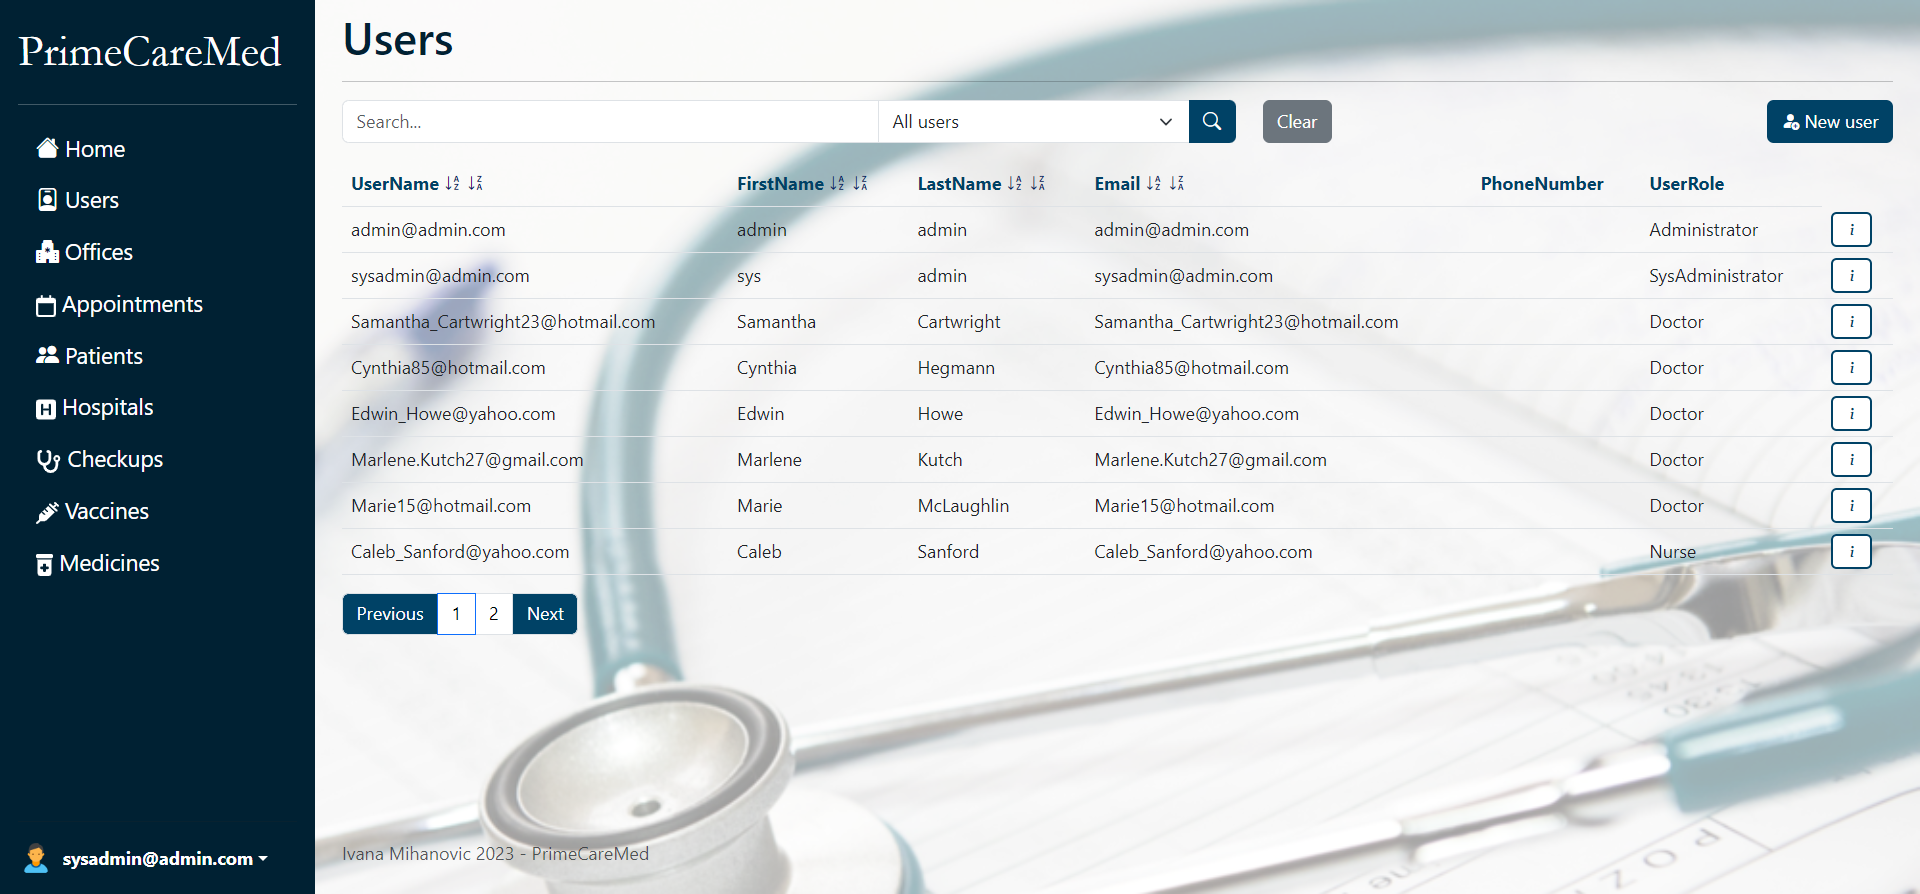 PrimeCareMed
Home
Users
Offices
Appointments
Patients
Hospitals
Checkups
Vaccines
Medicines
sysadmin@admin.com
Users
Search...
All users
Clear
New user
UserName FirstName LastName Email PhoneNumber UserRole
admin@admin.com admin admin admin@admin.com Administrator i
sysadmin@admin.com sys admin sysadmin@admin.com SysAdministrator i
Samantha_Cartwright23@hotmail.com Samantha Cartwright Samantha_Cartwright23@hotmail.com Doctor i
Cynthia85@hotmail.com Cynthia Hegmann Cynthia85@hotmail.com Doctor i
Edwin_Howe@yahoo.com Edwin Howe Edwin_Howe@yahoo.com Doctor i
Marlene.Kutch27@gmail.com Marlene Kutch Marlene.Kutch27@gmail.com Doctor i
Marie15@hotmail.com Marie McLaughlin Marie15@hotmail.com Doctor i
Caleb_Sanford@yahoo.com Caleb Sanford Caleb_Sanford@yahoo.com Nurse i
Previous 1 2 Next
Ivana Mihanovic 2023 - PrimeCareMed